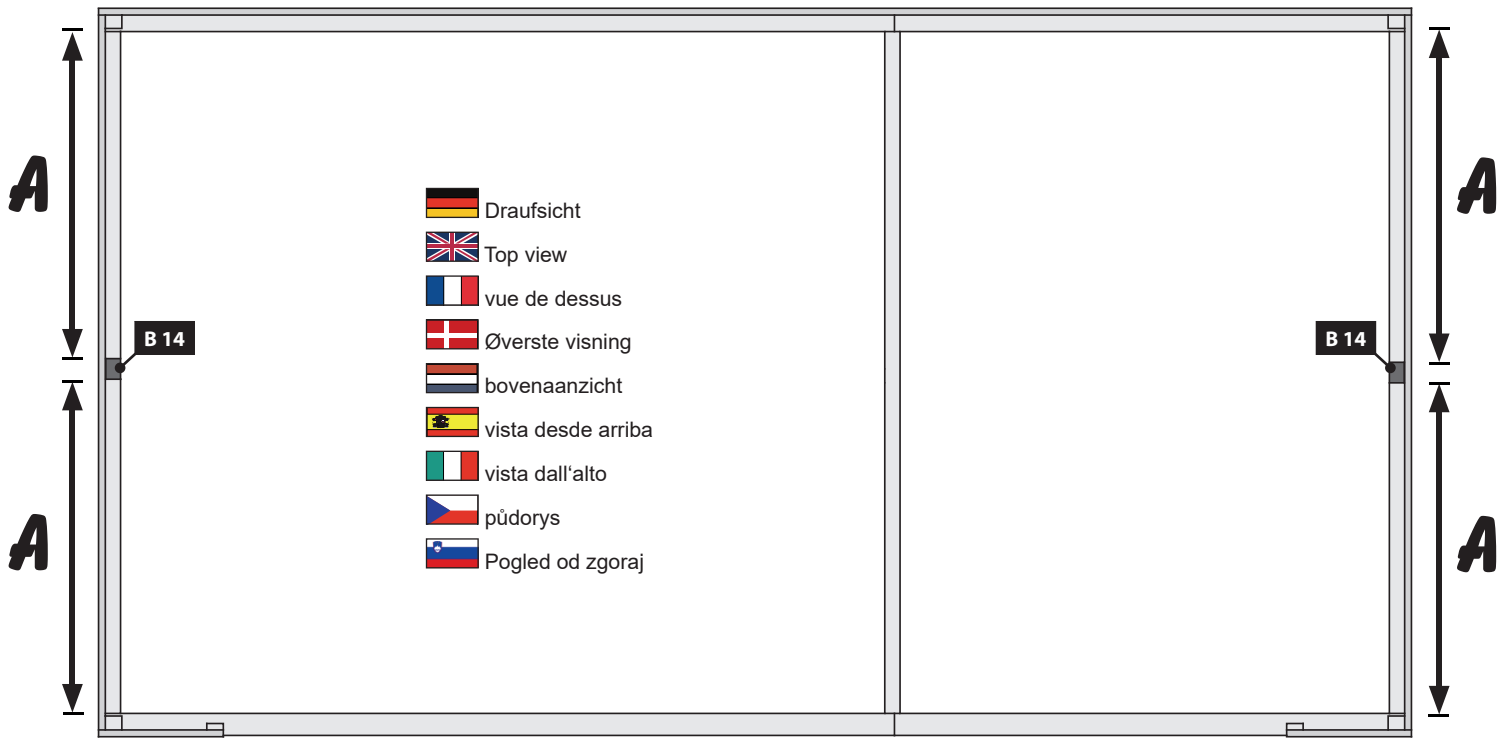 A
A
Draufsicht
Top view
vue de dessus
Øverste visning
B 14
B 14
bovenaanzicht
vista desde arriba
vista dall‘alto
půdorys
A
A
Pogled od zgoraj